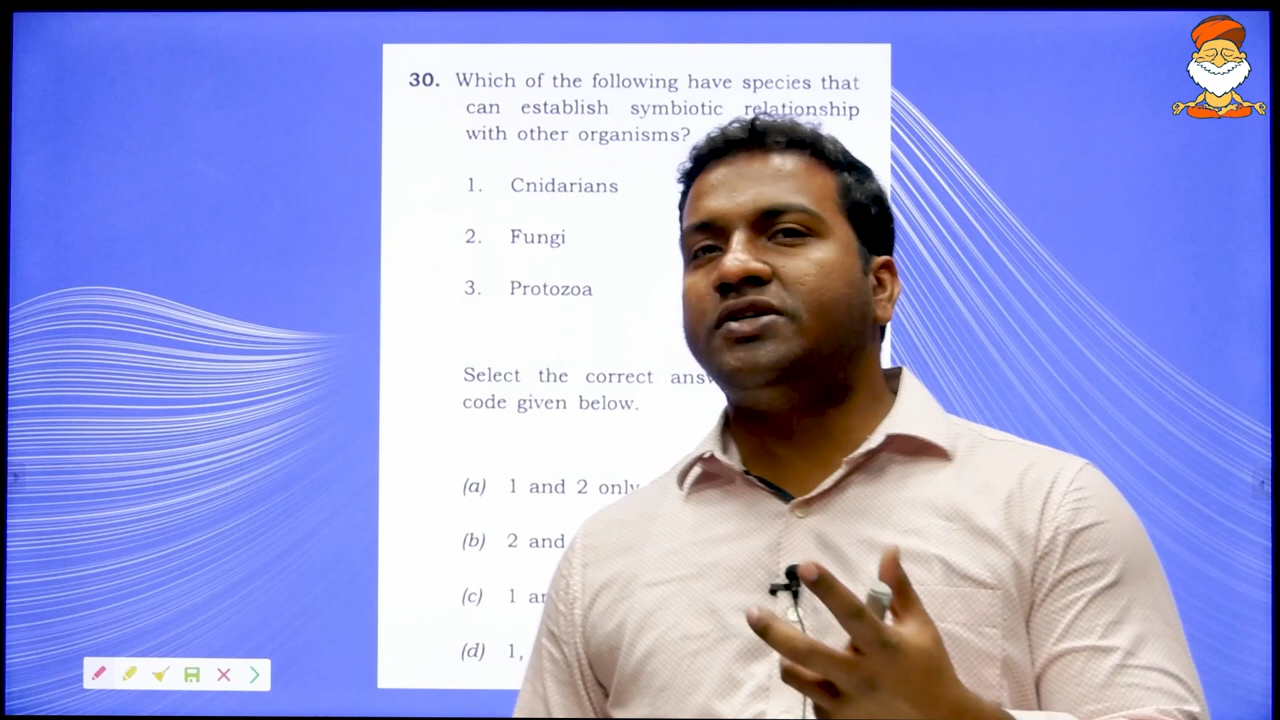 30. Which of the following have species that
can establish symbiotic relationship
with other organisms?
1. Cnidarians
2. Fungi
3. Protozoa
Select the correct
code given below.
(a) 1 and 2 only
(b) 2 and
(c) 1
(d) 1,